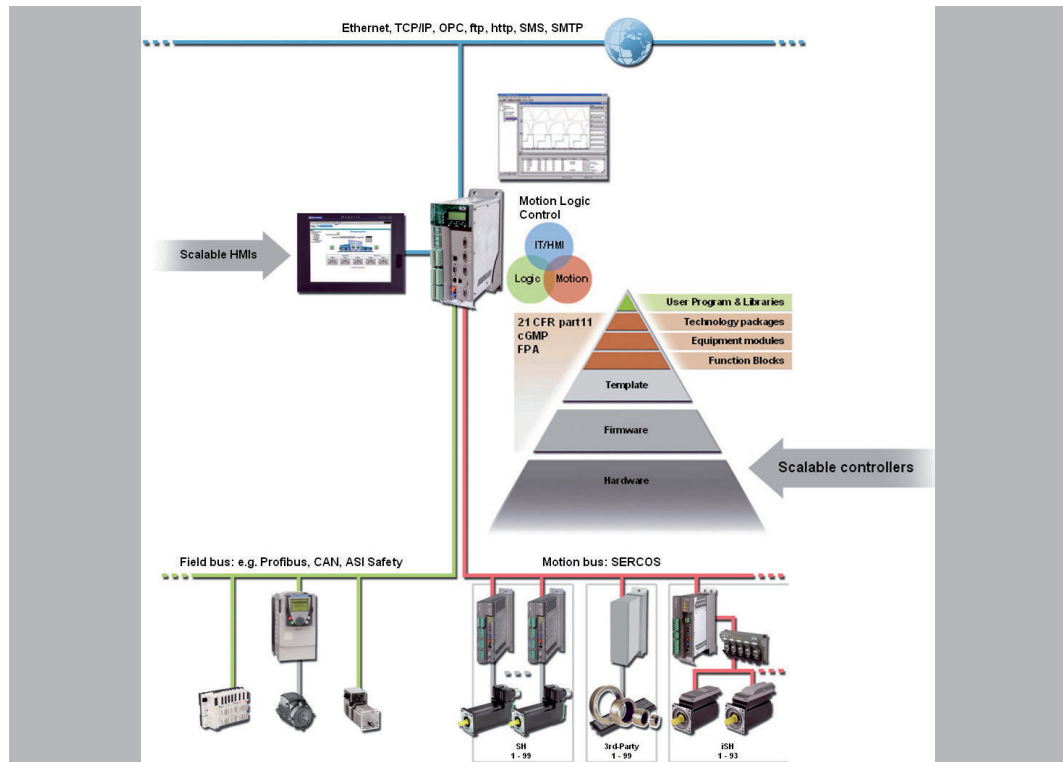 Ethernet, TCP/IP, OPC, ftp, http, SMS, SMTP
Motion Logic
Control
IT/HMI
Logic
Motion
Scalable HMIs
User Program & Libraries
Technology packages
Equipment modules
Function Blocks
21 CFR part11
cGMP
FPA
Template
Firmware
Hardware
Scalable controllers
Field bus: e.g. Profibus, CAN, ASI Safety
Motion bus: SERCOS
SH
1 - 99
3rd-Party
1 - 99
iSH
1 - 93